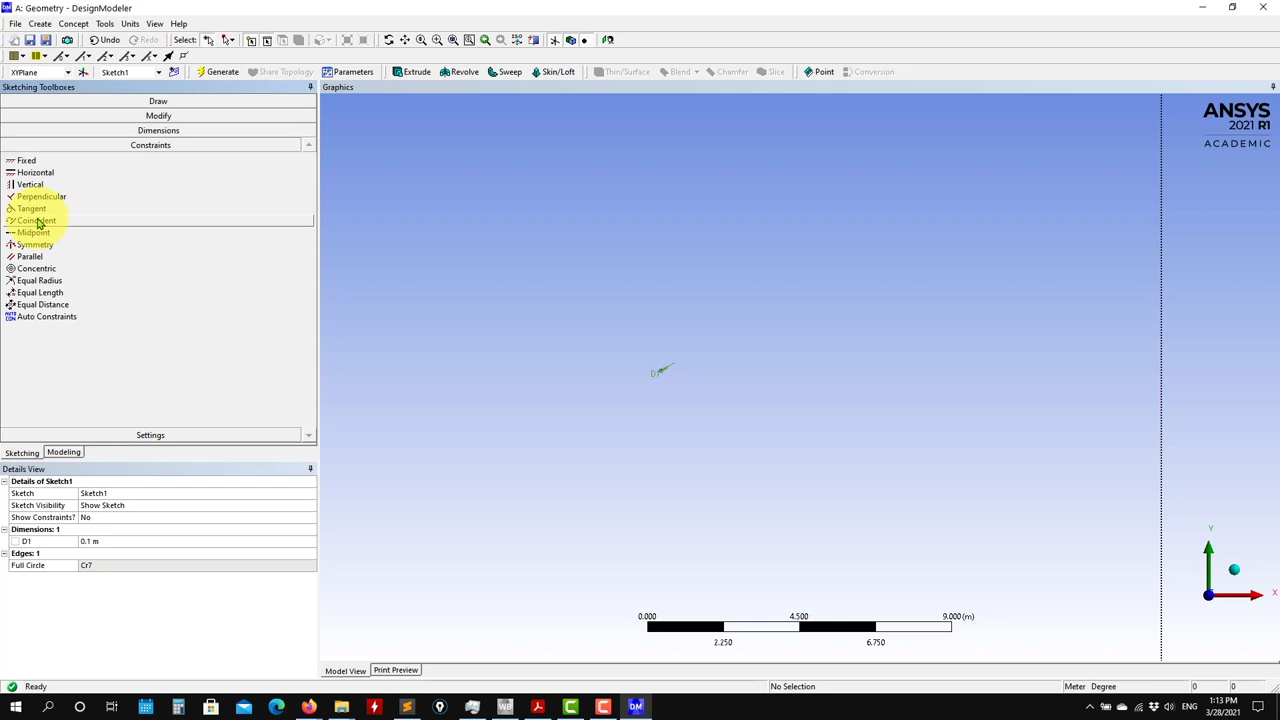 A: Geometry - DesignModeler
File Create Concept Tools Units View Help
Undo Redo Select:
XYPlane Sketch1 Generate Share Topology Parameters Extrude Revolve Sweep Skin/Loft Thin/Surface Blend Chamfer Slice Point Conversion
Sketching Toolboxes
Draw
Modify
Dimensions
Constraints
Fixed
Horizontal
Vertical
Perpendicular
Tangent
Coincident
Midpoint
Symmetry
Parallel
Concentric
Equal Radius
Equal Length
Equal Distance
AUTO CON Auto Constraints
Settings
Sketching Modeling
Details View
Details of Sketch1
Sketch Sketch1
Sketch Visibility Show Sketch
Show Constraints? No
Dimensions: 1
D1 0.1 m
Edges: 1
Full Circle Cr7
Graphics
ANSYS
2021 R1
ACADEMIC
D1
Y
X
0.000 4.500 9.000 (m)
2.250 6.750
Model View Print Preview
Ready No Selection Meter Degree 0 0
WB DM ENG 1:13 PM
3/28/2021